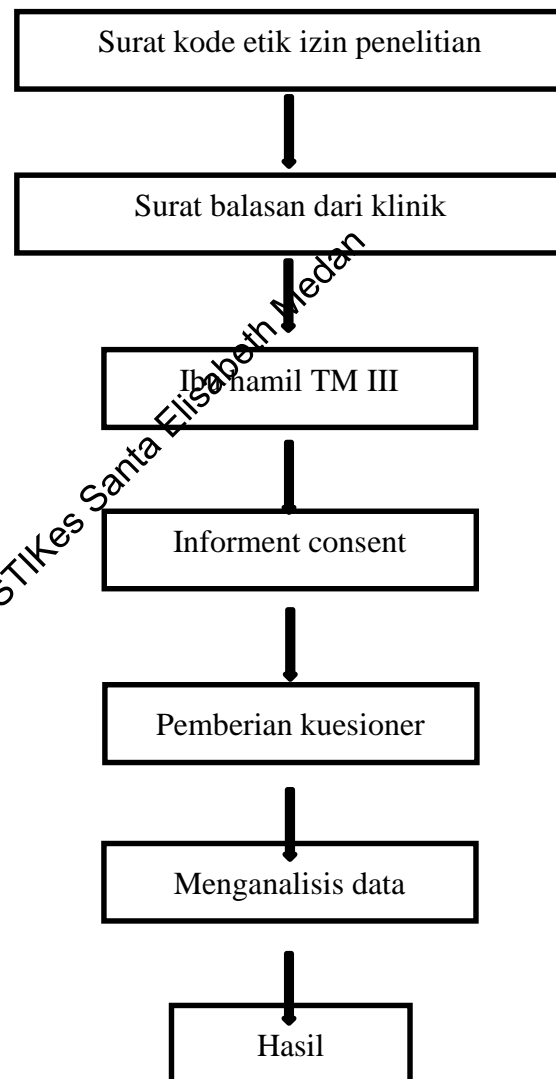 Surat kode etik izin penelitian
Surat balasan dari klinik
STIKes Santa Elisabeth Medan
Ibu hamil TM III
Informent consent
Pemberian kuesioner
Menganalisis data
Hasil